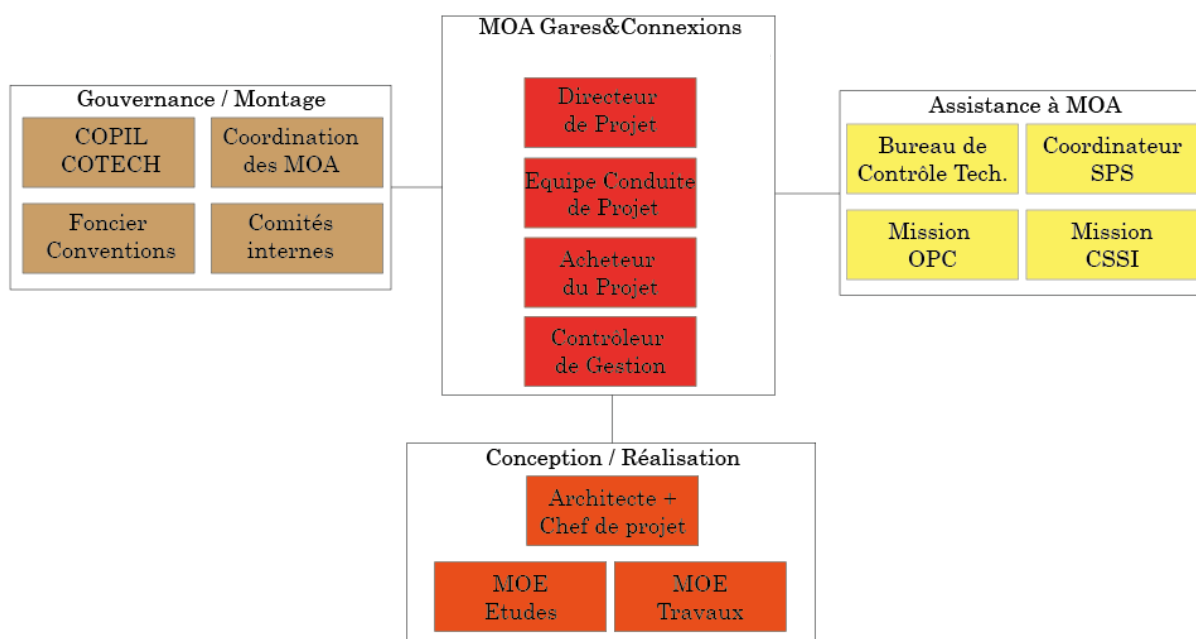 MOA Gares&Connexions
Directeur
de Projet
Equipe Conduite
de Projet
Acheteur
du Projet
Contrôleur
de Gestion
Gouvernance / Montage
COPIL
COTECH
Coordination
des MOA
Foncier
Conventions
Comités
internes
Assistance à MOA
Bureau de
Contrôle Tech.
Coordinateur
SPS
Mission
OPC
Mission
CSSI
Conception / Réalisation
Architecte +
Chef de projet
MOE
Etudes
MOE
Travaux